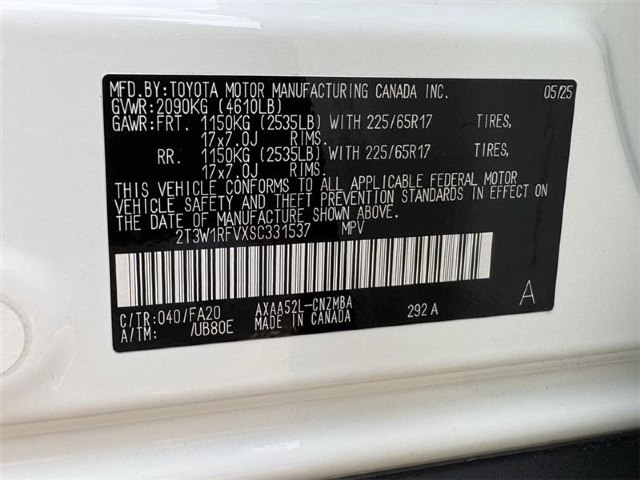 MFD.BY:TOYOTA MOTOR MANUFACTURING CANADA INC. 05/25
GVWR:2090KG (4610LB)
GAWR:FRT. 1150KG (2535LB) WITH 225/65R17 TIRES,
17x7.0J RIMS.
RR. 1150KG (2535LB) WITH 225/65R17 TIRES,
17x7.0J RIMS.
THIS VEHICLE CONFORMS TO ALL APPLICABLE FEDERAL MOTOR
VEHICLE SAFETY AND THEFT PREVENTION STANDARDS IN EFFECT ON
THE DATE OF MANUFACTURE SHOWN ABOVE.
2T3W1RFVXSC331537 MPV
C/TR:040/FA20 AXAA52L-CNZMBA 292A A
A/TM: /UB80E MADE IN CANADA